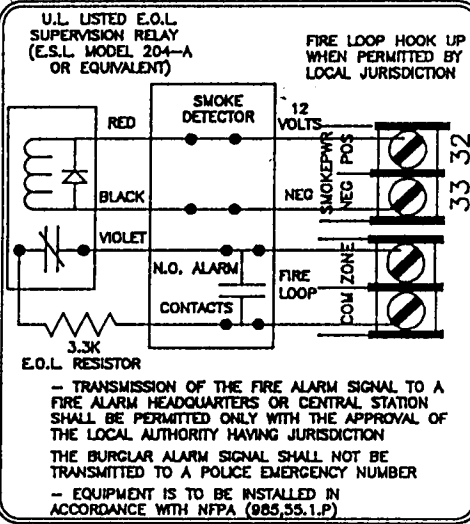 U.L. LISTED E.O.L.
SUPERVISION RELAY
(E.S.L. MODEL 204-A
OR EQUIVALENT)
FIRE LOOP HOOK UP
WHEN PERMITTED BY
LOCAL JURISDICTION
SMOKE
DETECTOR
RED
12
VOLTS
BLACK
NEG
SMOKEPWR
POS
NEG
32
33
VIOLET
N.O. ALARM
CONTACTS
FIRE
LOOP
ZONE
COM
3.3K
E.O.L. RESISTOR
- TRANSMISSION OF THE FIRE ALARM SIGNAL TO A
FIRE ALARM HEADQUARTERS OR CENTRAL STATION
SHALL BE PERMITTED ONLY WITH THE APPROVAL OF
THE LOCAL AUTHORITY HAVING JURISDICTION
THE BURGLAR ALARM SIGNAL SHALL NOT BE
TRANSMITTED TO A POLICE EMERGENCY NUMBER
- EQUIPMENT IS TO BE INSTALLED IN
ACCORDANCE WITH NFPA (985,55.1.P)